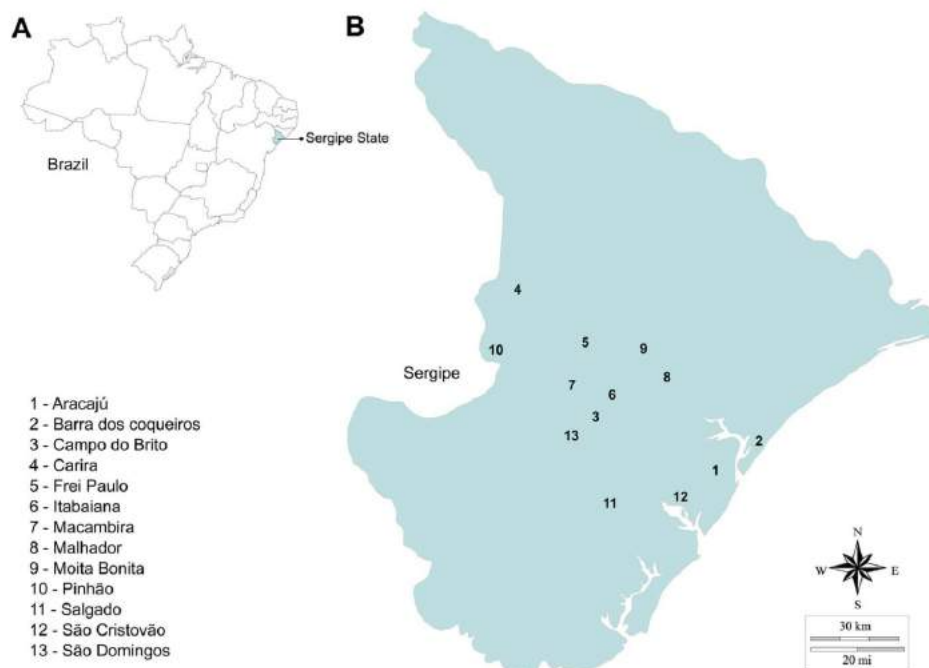 A
Brazil
Sergipe State
1 - Aracajú
2 - Barra dos coqueiros
3 - Campo do Brito
4 - Carira
5 - Frei Paulo
6 - Itabaiana
7 - Macambira
8 - Malhador
9 - Moita Bonita
10 - Pinhão
11 - Salgado
12 - São Cristovão
13 - São Domingos
B
Sergipe
4
5
9
10
7
8
6
3
13
2
1
12
11
N
W E
S
30 km
20 mi